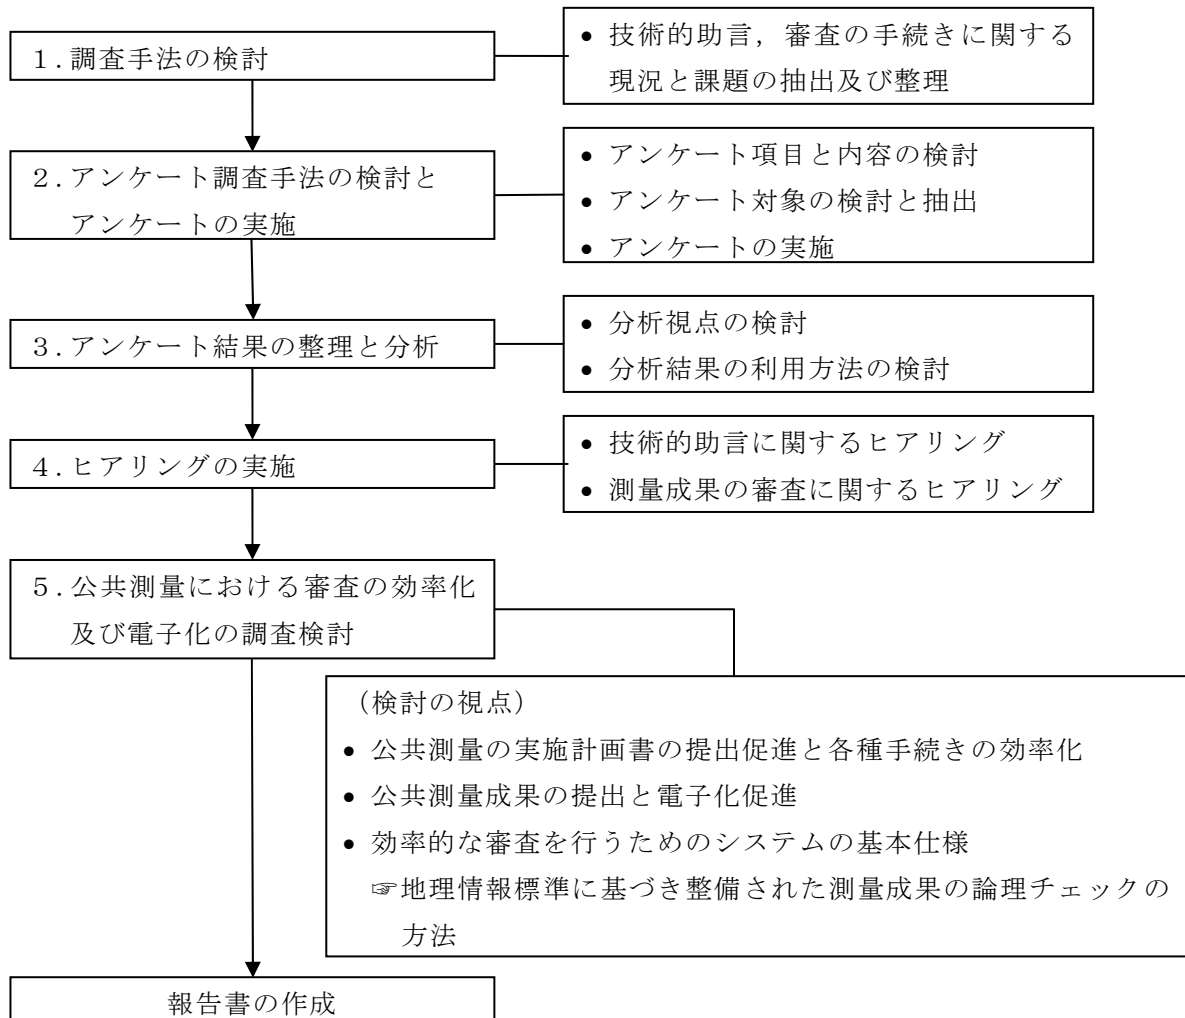 １.調査手法の検討
• 技術的助言，審査の手続きに関する
現況と課題の抽出及び整理
２.アンケート調査手法の検討と
アンケートの実施
• アンケート項目と内容の検討
• アンケート対象の検討と抽出
• アンケートの実施
３.アンケート結果の整理と分析
• 分析視点の検討
• 分析結果の利用方法の検討
４.ヒアリングの実施
• 技術的助言に関するヒアリング
• 測量成果の審査に関するヒアリング
５.公共測量における審査の効率化
及び電子化の調査検討
（検討の視点）
• 公共測量の実施計画書の提出促進と各種手続きの効率化
• 公共測量成果の提出と電子化促進
• 効率的な審査を行うためのシステムの基本仕様
☞地理情報標準に基づき整備された測量成果の論理チェックの
方法
報告書の作成